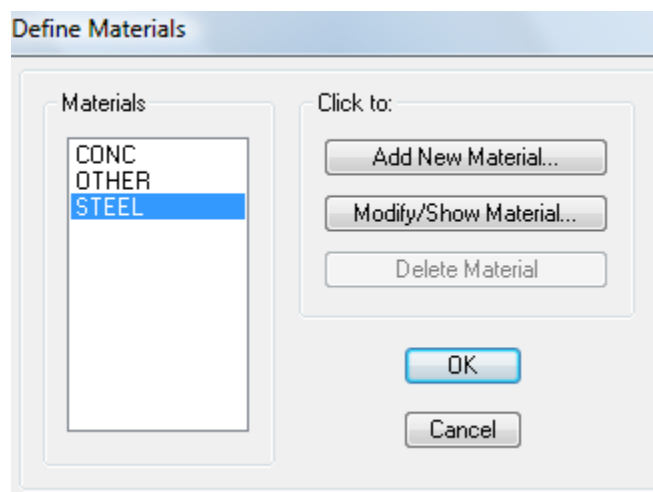 Define Materials
Materials
CONC
OTHER
STEEL
Click to:
Add New Material...
Modify/Show Material...
Delete Material
OK
Cancel